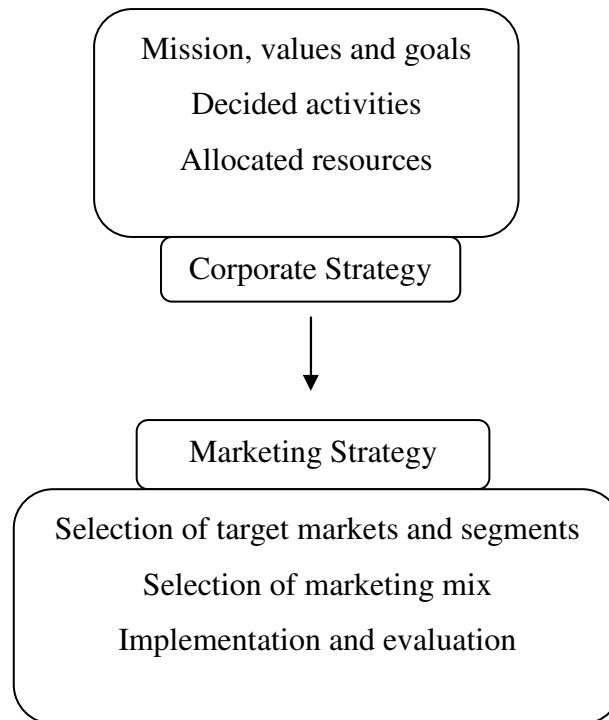 Mission, values and goals
Decided activities
Allocated resources
Corporate Strategy
Marketing Strategy
Selection of target markets and segments
Selection of marketing mix
Implementation and evaluation